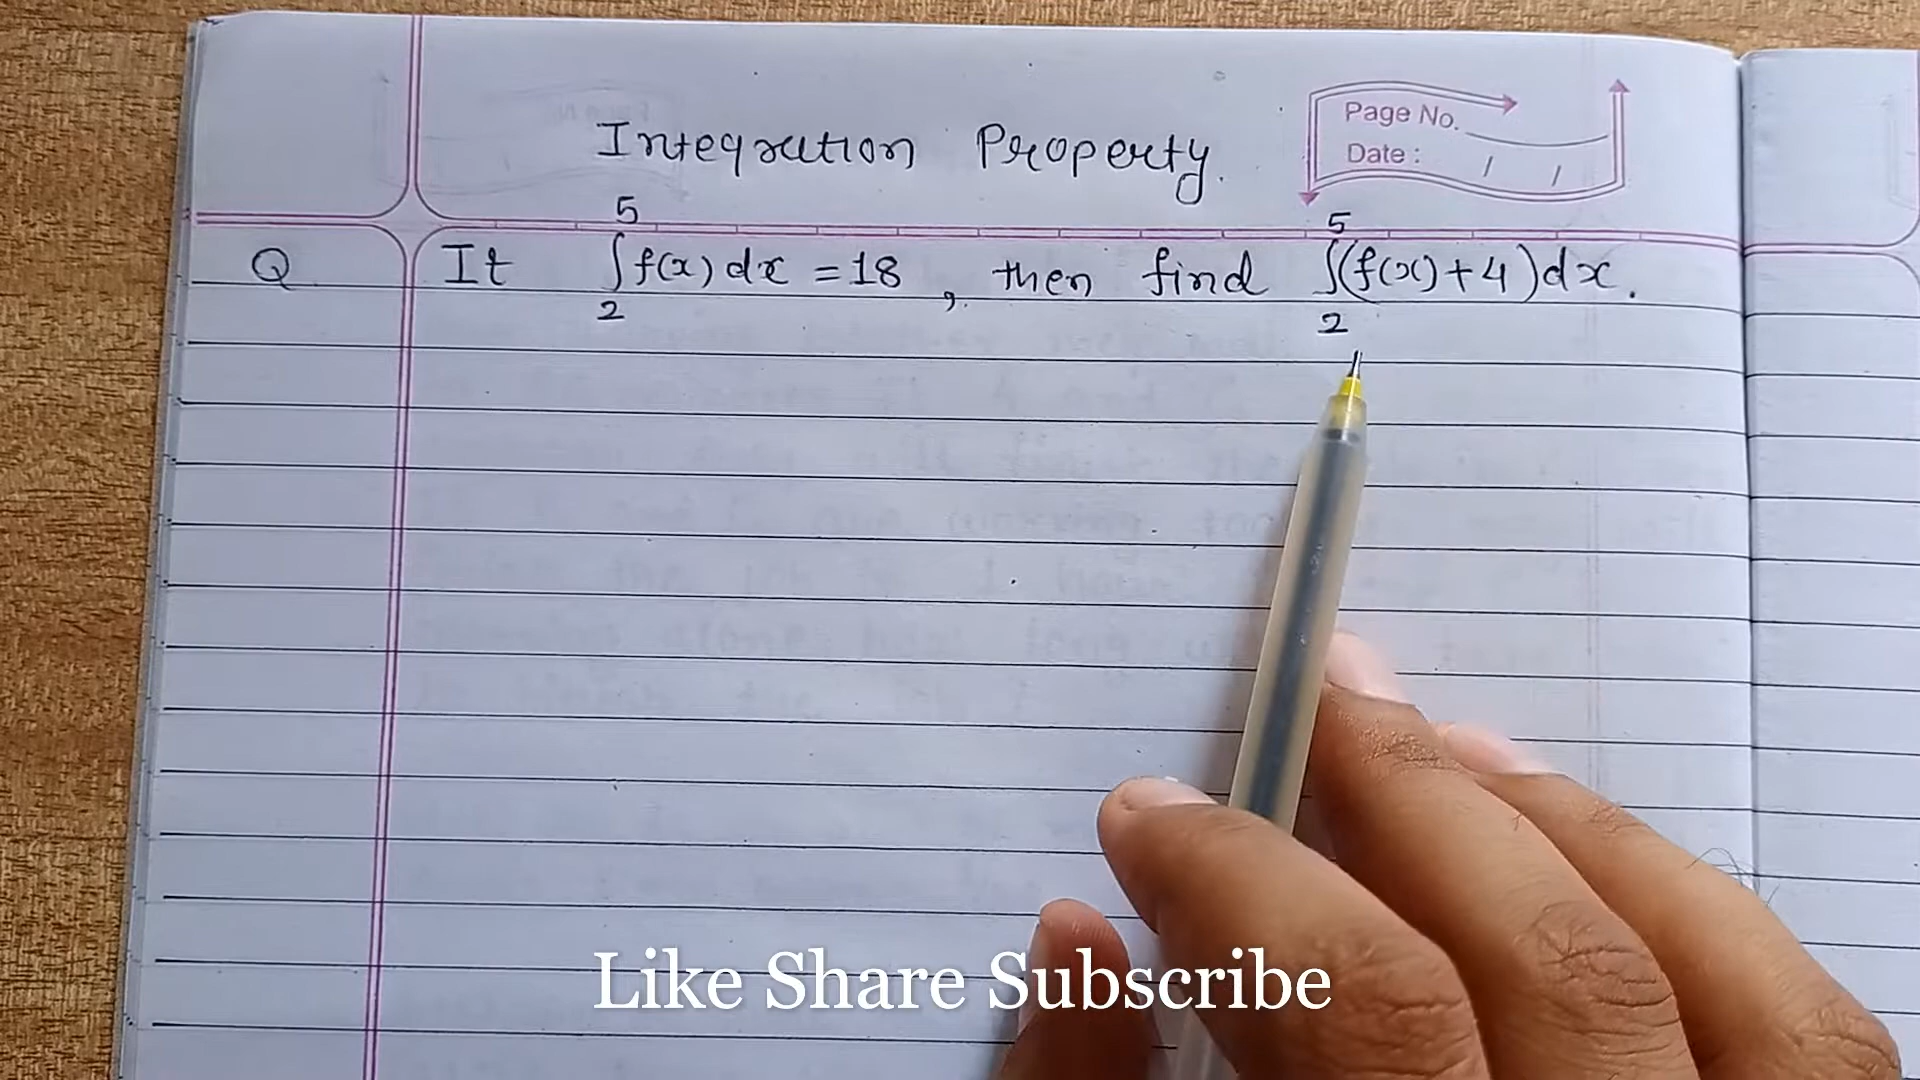 Integration Property.
Page No.
Date : / /
Q If ∫₂⁵ f(x) dx = 18 , then find ∫₂⁵ (f(x) + 4) dx.
Like Share Subscribe